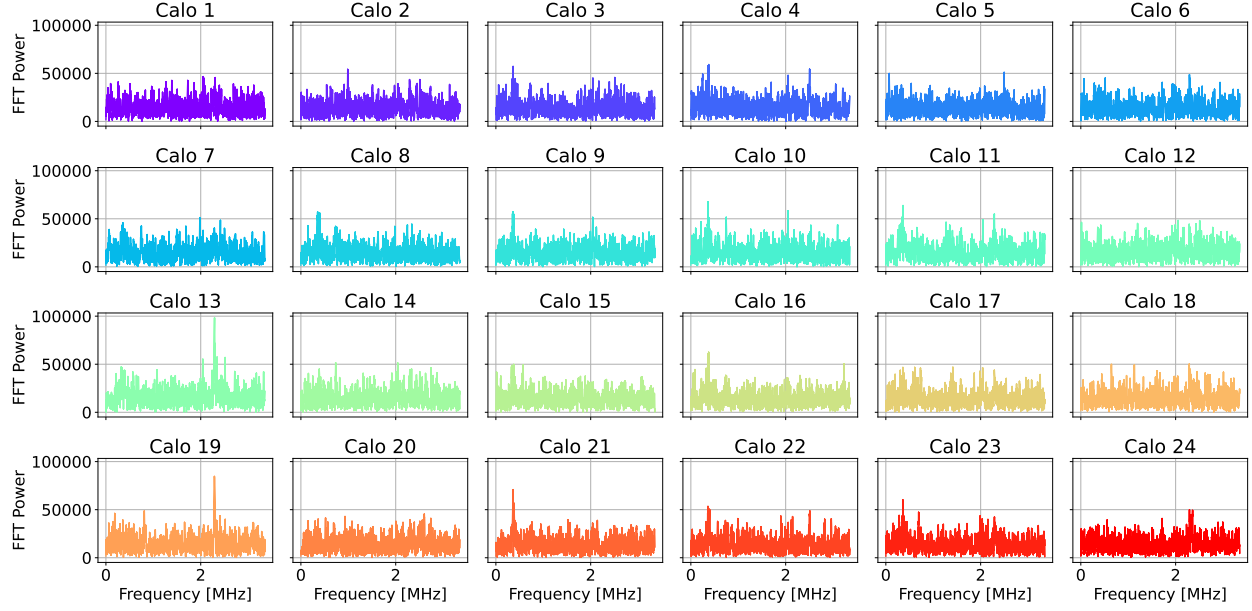 Calo 1 Calo 2 Calo 3 Calo 4 Calo 5 Calo 6
100000
50000
0
FFT Power
Calo 7 Calo 8 Calo 9 Calo 10 Calo 11 Calo 12
100000
50000
0
FFT Power
Calo 13 Calo 14 Calo 15 Calo 16 Calo 17 Calo 18
100000
50000
0
FFT Power
Calo 19 Calo 20 Calo 21 Calo 22 Calo 23 Calo 24
100000
50000
0
FFT Power
0 2 0 2 0 2 0 2 0 2 0 2
Frequency [MHz] Frequency [MHz] Frequency [MHz] Frequency [MHz] Frequency [MHz] Frequency [MHz]